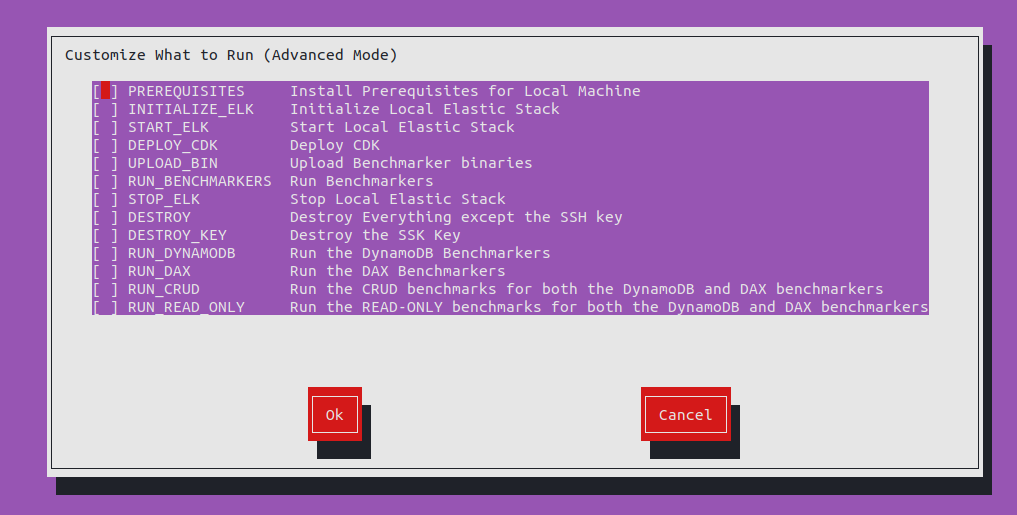 Customize What to Run (Advanced Mode)
[ ] PREREQUISITES Install Prerequisites for Local Machine
[ ] INITIALIZE_ELK Initialize Local Elastic Stack
[ ] START_ELK Start Local Elastic Stack
[ ] DEPLOY_CDK Deploy CDK
[ ] UPLOAD_BIN Upload Benchmarker binaries
[ ] RUN_BENCHMARKERS Run Benchmarkers
[ ] STOP_ELK Stop Local Elastic Stack
[ ] DESTROY Destroy Everything except the SSH key
[ ] DESTROY_KEY Destroy the SSK Key
[ ] RUN_DYNAMODB Run the DynamoDB Benchmarkers
[ ] RUN_DAX Run the DAX Benchmarkers
[ ] RUN_CRUD Run the CRUD benchmarks for both the DynamoDB and DAX benchmarkers
[ ] RUN_READ_ONLY Run the READ-ONLY benchmarks for both the DynamoDB and DAX benchmarkers
Ok Cancel